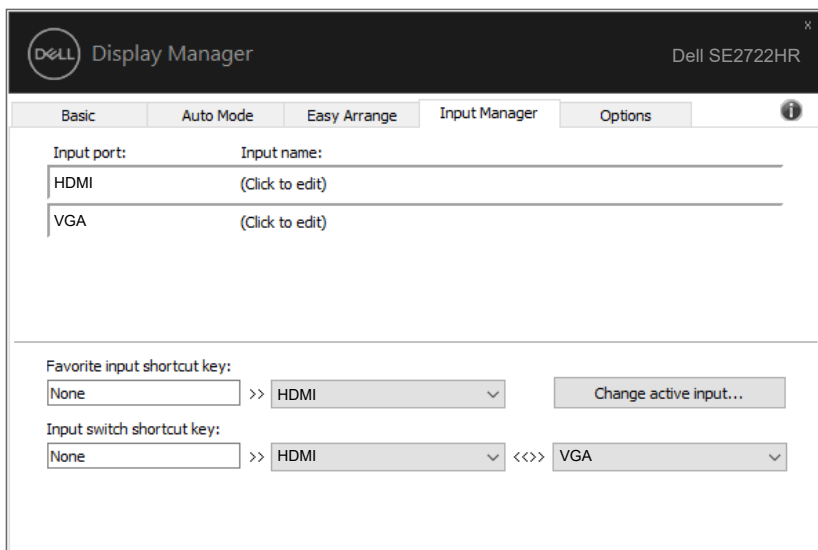 x
DELL Display Manager Dell SE2722HR
Basic Auto Mode Easy Arrange Input Manager Options i
Input port: Input name:
HDMI (Click to edit)
VGA (Click to edit)
Favorite input shortcut key:
None >> HDMI Change active input...
Input switch shortcut key:
None >> HDMI <<>> VGA